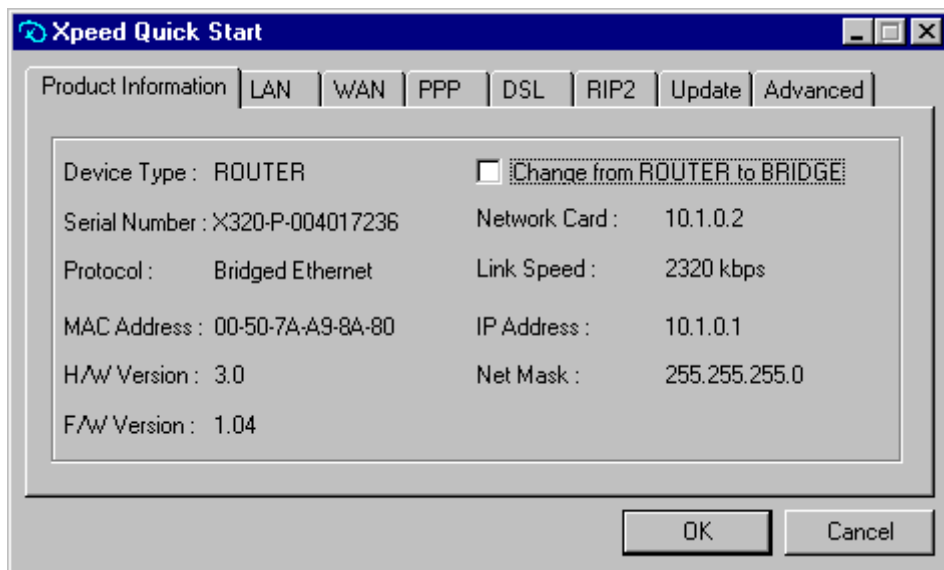 Xpeed Quick Start
Product Information LAN WAN PPP DSL RIP2 Update Advanced
Device Type : ROUTER
Serial Number : X320-P-004017236
Protocol : Bridged Ethernet
MAC Address : 00-50-7A-A9-8A-80
H/W Version : 3.0
F/W Version : 1.04
Change from ROUTER to BRIDGE
Network Card : 10.1.0.2
Link Speed : 2320 kbps
IP Address : 10.1.0.1
Net Mask : 255.255.255.0
OK Cancel